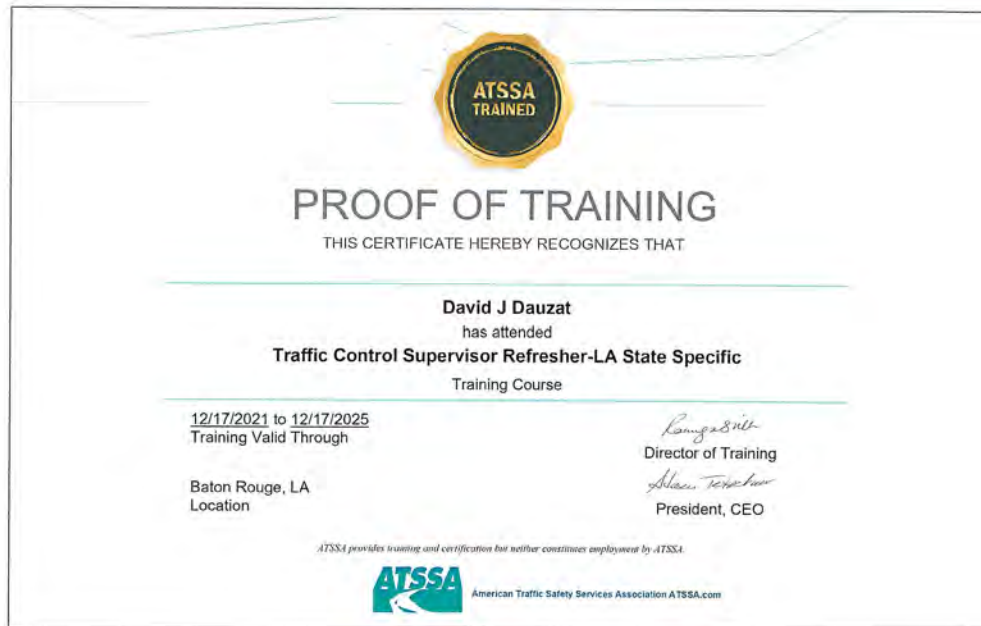 ATSSA
TRAINED
PROOF OF TRAINING
THIS CERTIFICATE HEREBY RECOGNIZES THAT
David J Dauzat
has attended
Traffic Control Supervisor Refresher-LA State Specific
Training Course
12/17/2021 to 12/17/2025
Training Valid Through
Director of Training
Baton Rouge, LA
Location
President, CEO
ATSSA provides training and certification but neither constitutes employment by ATSSA.
ATSSA
American Traffic Safety Services Association ATSSA.com